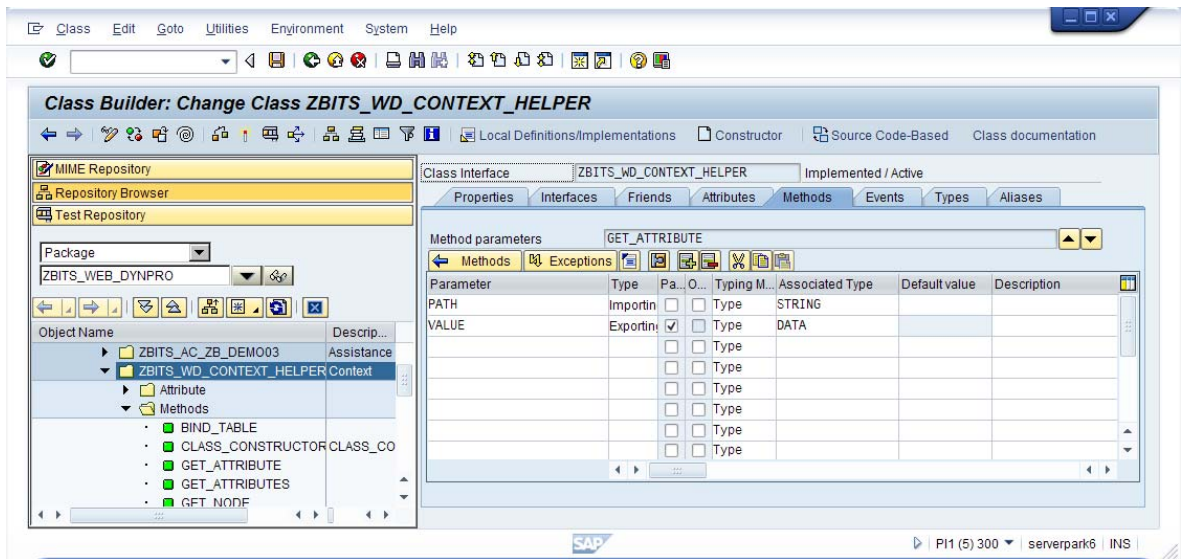 Class Edit Goto Utilities Environment System Help
Class Builder: Change Class ZBITS_WD_CONTEXT_HELPER
Local Definitions/Implementations Constructor Source Code-Based Class documentation
MIME Repository
Repository Browser
Test Repository
Package
ZBITS_WEB_DYNPRO
Object Name Descrip...
ZBITS_AC_ZB_DEMO03 Assistance
ZBITS_WD_CONTEXT_HELPER Context
Attribute
Methods
BIND_TABLE
CLASS_CONSTRUCTOR CLASS_CO
GET_ATTRIBUTE
GET_ATTRIBUTES
GET_NODE
Class Interface ZBITS_WD_CONTEXT_HELPER Implemented / Active
Properties Interfaces Friends Attributes Methods Events Types Aliases
Method parameters GET_ATTRIBUTE
Methods Exceptions
Parameter Type Pa... O... Typing M... Associated Type Default value Description
PATH Importin Type STRING
VALUE Exporting Type DATA
Type
Type
Type
Type
Type
Type
SAP
PI1 (5) 300 serverpark6 INS